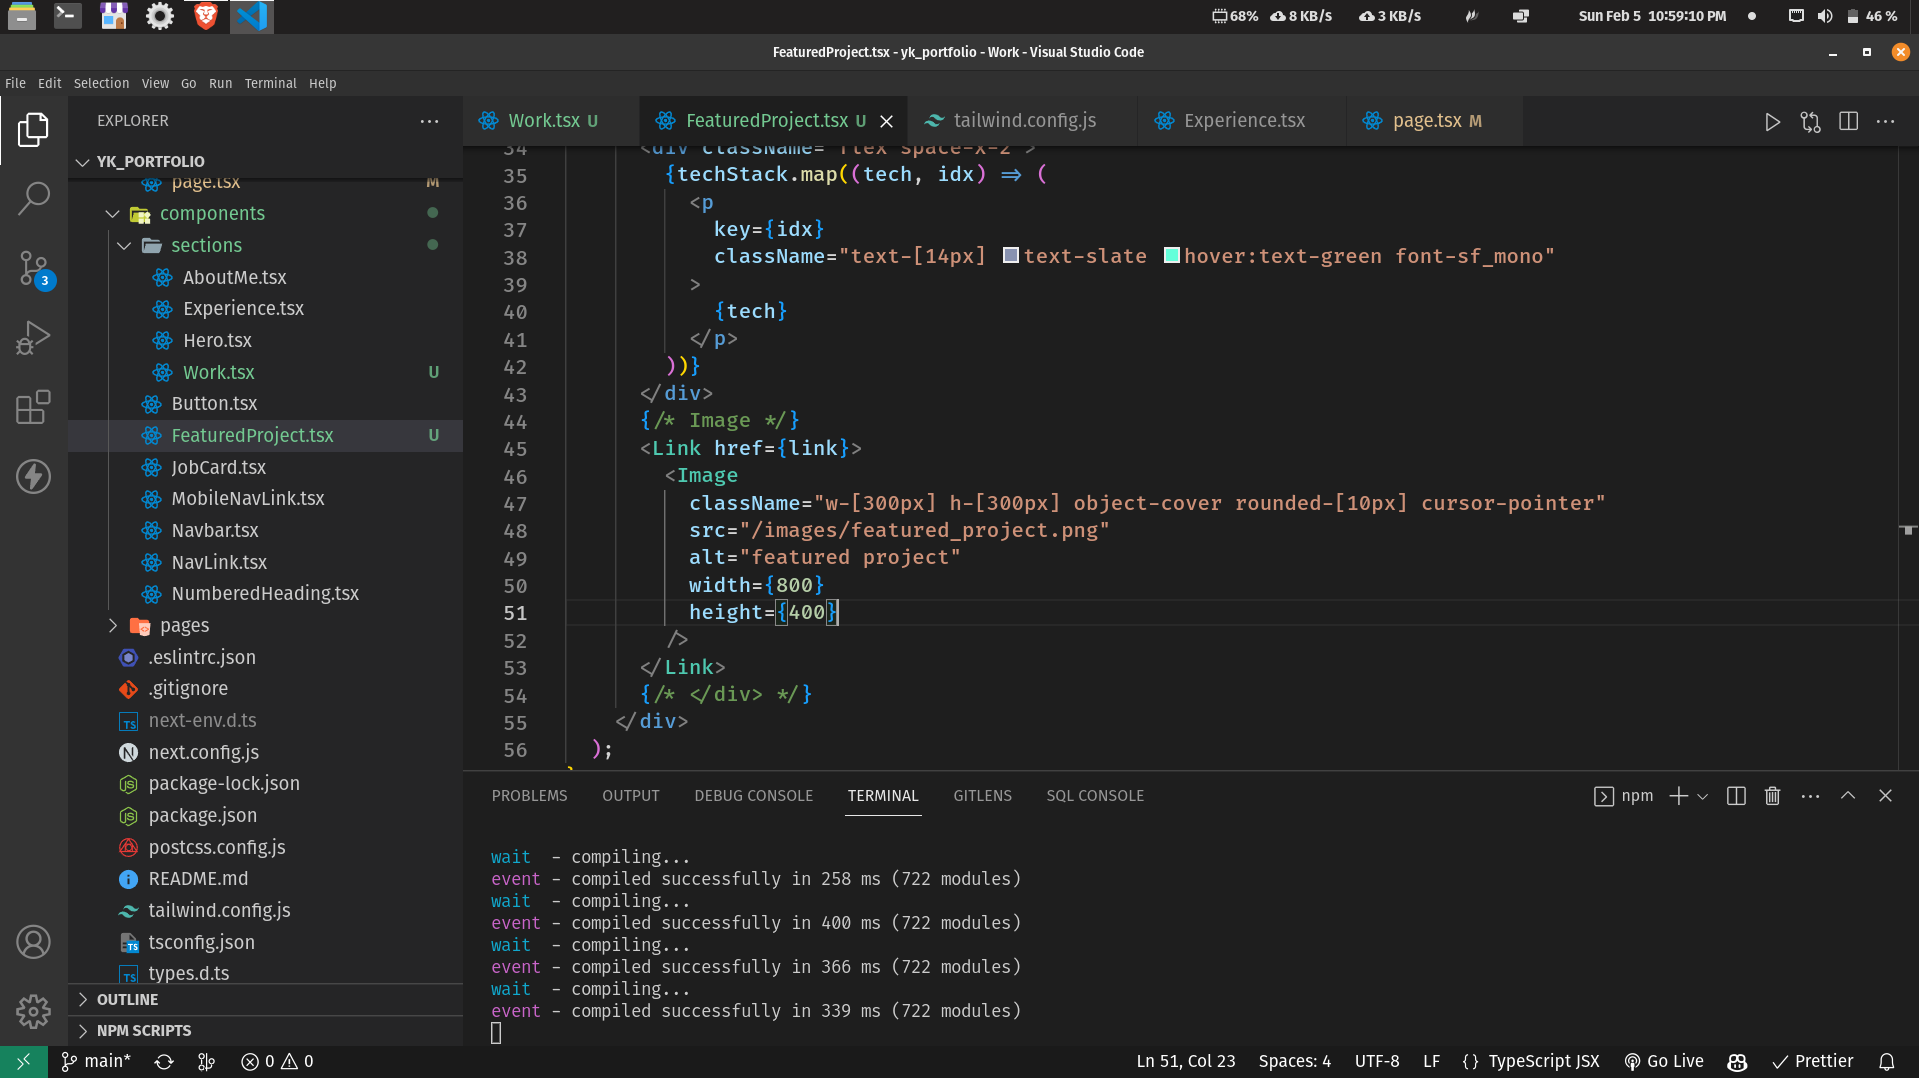 68% 8 KB/s 3 KB/s Sun Feb 5 10:59:10 PM 46 %
FeaturedProject.tsx - yk_portfolio - Work - Visual Studio Code
File Edit Selection View Go Run Terminal Help
EXPLORER
YK_PORTFOLIO
page.tsx M
components
sections
AboutMe.tsx
Experience.tsx
Hero.tsx
Work.tsx U
Button.tsx
FeaturedProject.tsx U
JobCard.tsx
MobileNavLink.tsx
Navbar.tsx
NavLink.tsx
NumberedHeading.tsx
pages
.eslintrc.json
.gitignore
next-env.d.ts
next.config.js
package-lock.json
package.json
postcss.config.js
README.md
tailwind.config.js
tsconfig.json
types.d.ts
OUTLINE
NPM SCRIPTS
3
Work.tsx U FeaturedProject.tsx U tailwind.config.js Experience.tsx page.tsx M
34 <div className="flex space-x-2">
35 {techStack.map((tech, idx) => (
36 <p
37 key={idx}
38 className="text-[14px] text-slate hover:text-green font-sf_mono"
39 >
40 {tech}
41 </p>
42 ))}
43 </div>
44 {/* Image */}
45 <Link href={link}>
46 <Image
47 className="w-[300px] h-[300px] object-cover rounded-[10px] cursor-pointer"
48 src="/images/featured_project.png"
49 alt="featured project"
50 width={800}
51 height={400}
52 />
53 </Link>
54 {/* </div> */}
55 </div>
56 );
PROBLEMS OUTPUT DEBUG CONSOLE TERMINAL GITLENS SQL CONSOLE npm
wait - compiling...
event - compiled successfully in 258 ms (722 modules)
wait - compiling...
event - compiled successfully in 400 ms (722 modules)
wait - compiling...
event - compiled successfully in 366 ms (722 modules)
wait - compiling...
event - compiled successfully in 339 ms (722 modules)
main* 0 0 Ln 51, Col 23 Spaces: 4 UTF-8 LF {} TypeScript JSX Go Live Prettier